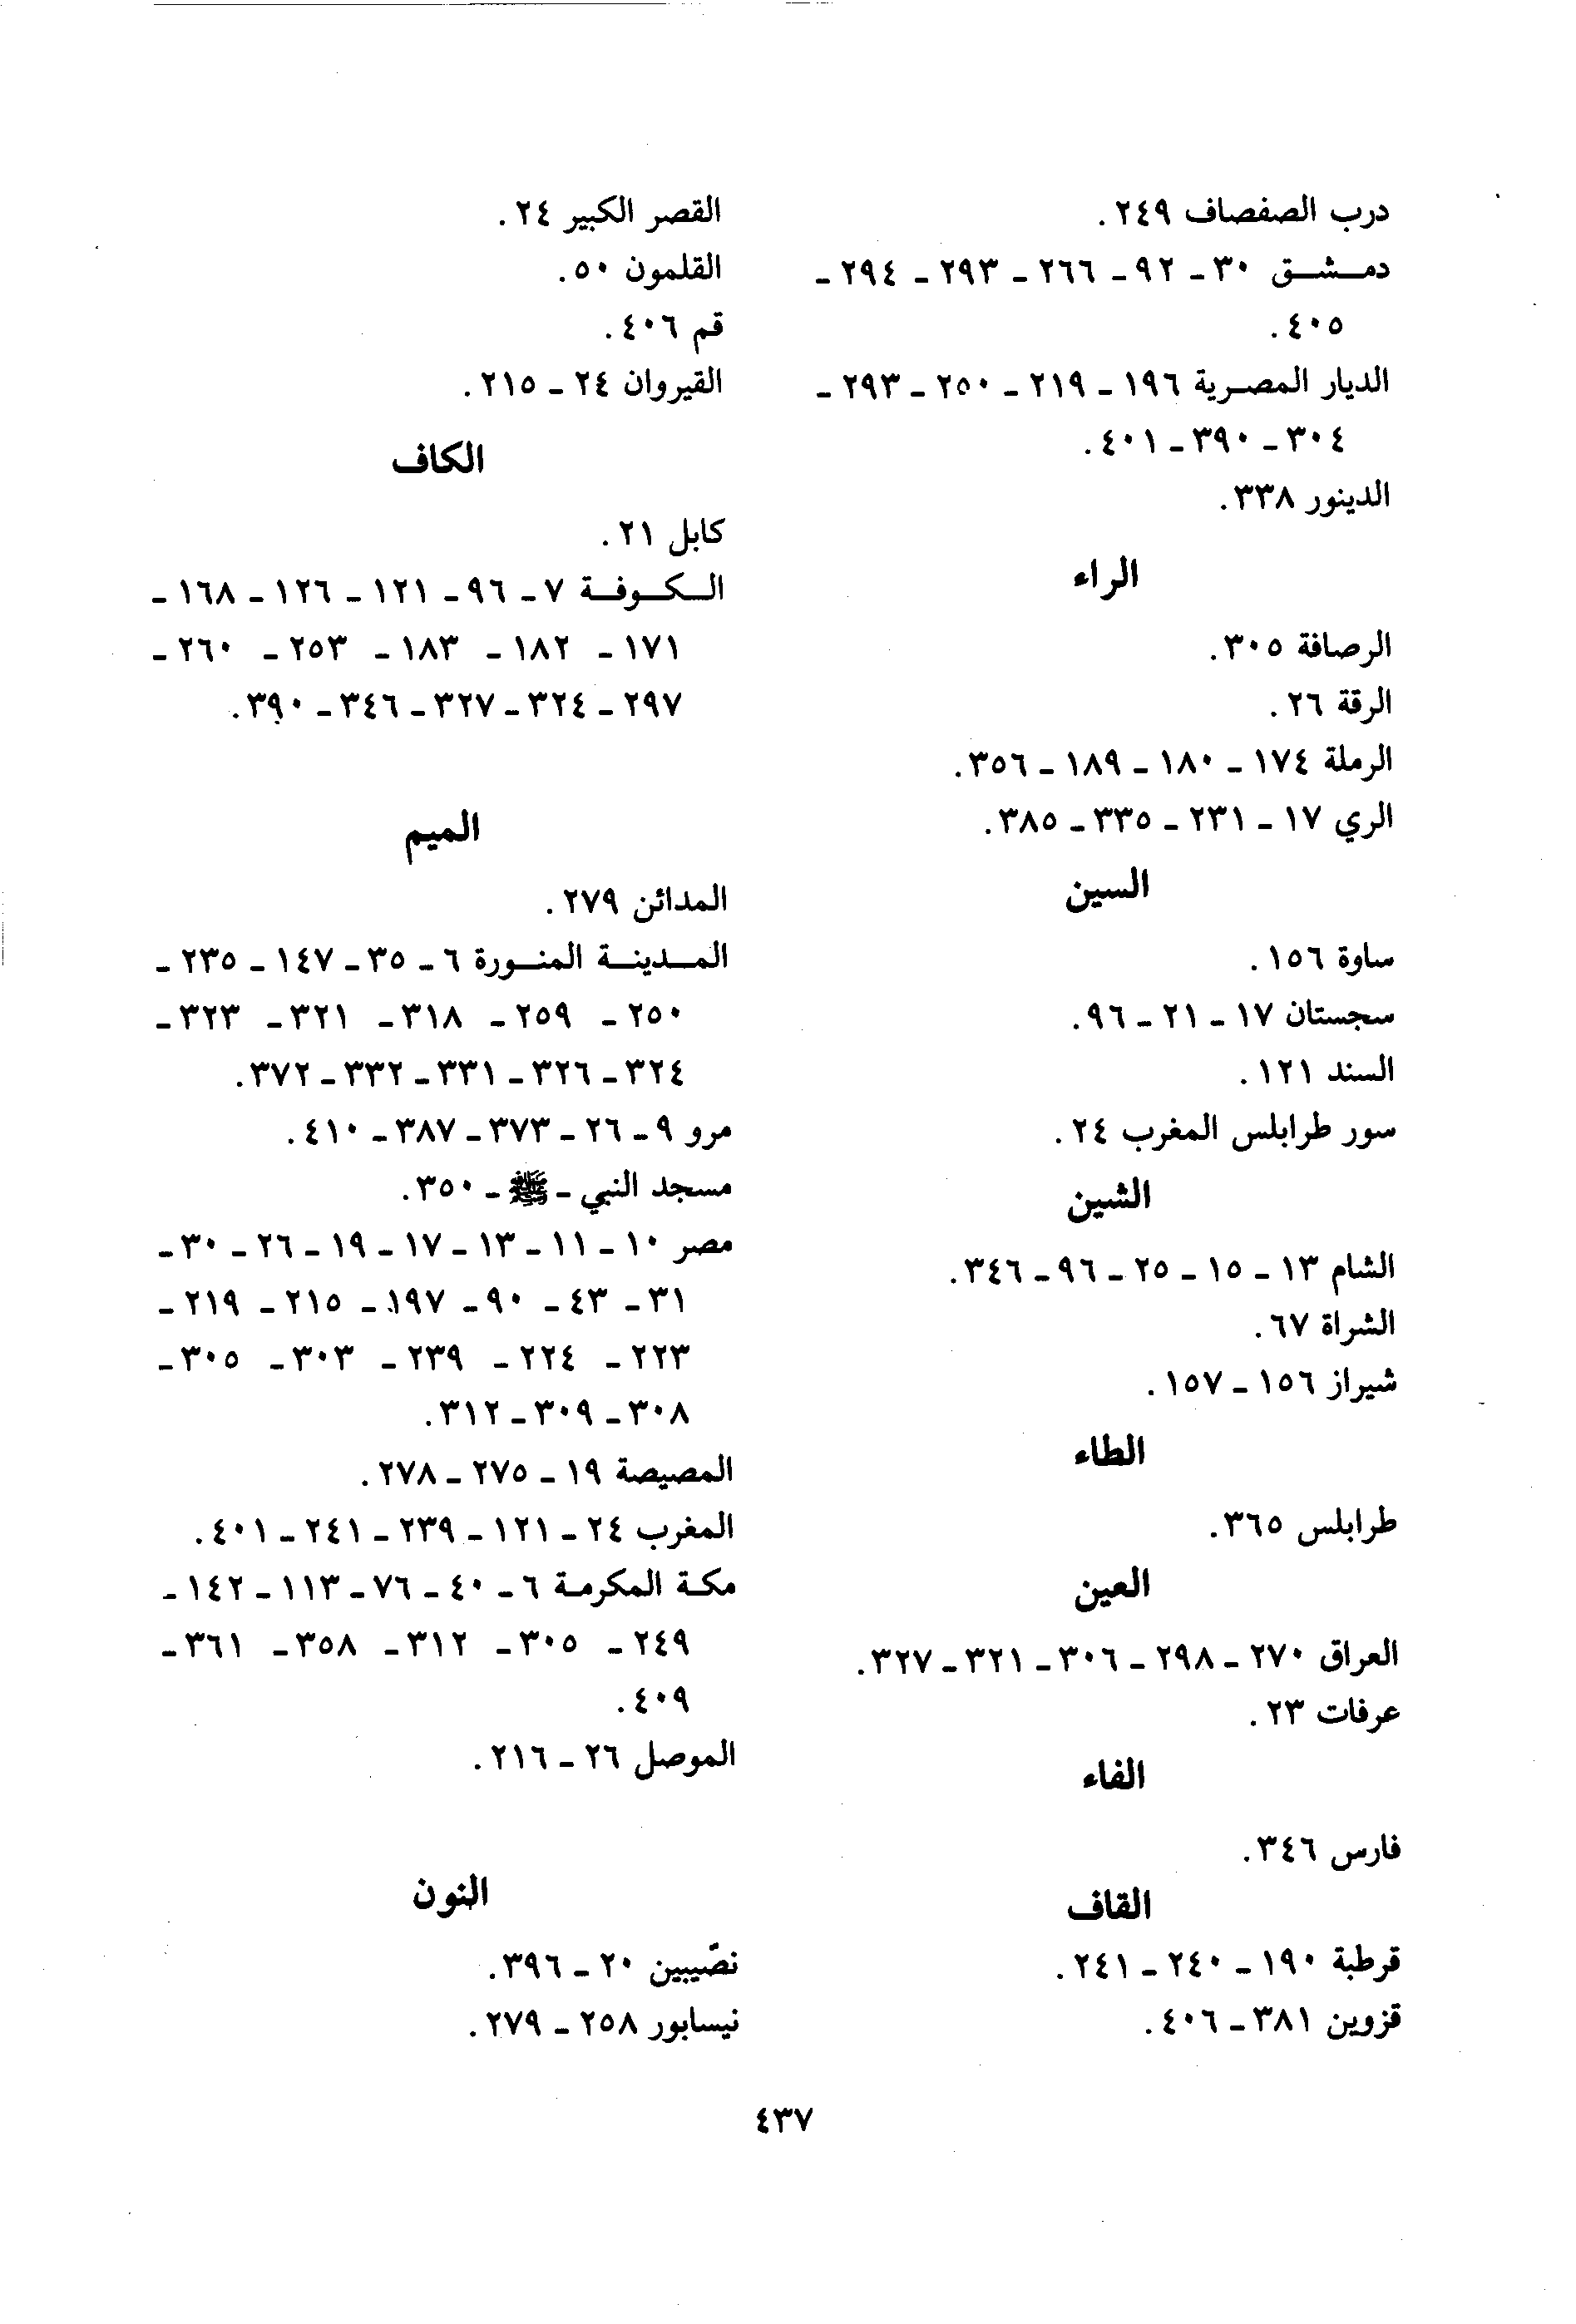 درب الصفصاف ٢٤٩.
دمـشـق ٣٠ - ٩٢ - ٢٦٦ - ٢٩٣ - ٢٩٤ -
٤٠٥.
الديار المصرية ١٩٦ - ٢١٩ - ٢٥٠ - ٢٩٣ -
٣٠٤ - ٣٩٠ - ٤٠١.
الدينور ٣٣٨.
الراء
الرصافة ٣٠٥.
الرقة ٢٦.
الرملة ١٧٤ - ١٨٠ - ١٨٩ - ٣٥٦.
الري ١٧ - ٢٣١ - ٣٣٥ - ٣٨٥.
السين
ساوة ١٥٦.
سجستان ١٧ - ٢١ - ٩٦.
السند ١٢١.
سور طرابلس المغرب ٢٤.
الشين
الشام ١٣ - ١٥ - ٢٥ - ٩٦ - ٣٤٦.
الشراة ٦٧.
شيراز ١٥٦ - ١٥٧.
الطاء
طرابلس ٣٦٥.
العين
العراق ٢٧٠ - ٢٩٨ - ٣٠٦ - ٣٢١ - ٣٢٧.
عرفات ٢٣.
الفاء
فارس ٣٤٦.
القاف
قرطبة ١٩٠ - ٢٤٠ - ٢٤١.
قزوين ٣٨١ - ٤٠٦.
القصر الكبير ٢٤.
القلمون ٥٠.
قم ٤٠٦.
القيروان ٢٤ - ٢١٥.
الكاف
كابل ٢١.
الـكـوفـة ٧ - ٩٦ - ١٢١ - ١٢٦ - ١٦٨ -
١٧١ - ١٨٢ - ١٨٣ - ٢٥٣ - ٢٦٠ -
٢٩٧ - ٣٢٤ - ٣٢٧ - ٣٤٦ - ٣٩٠.
الميم
المدائن ٢٧٩.
المـدينـة المنـورة ٦ - ٣٥ - ١٤٧ - ٢٣٥ -
٢٥٠ - ٢٥٩ - ٣١٨ - ٣٢١ - ٣٢٣ -
٣٢٤ - ٣٢٦ - ٣٣١ - ٣٣٢ - ٣٧٢.
مرو ٩ - ٢٦ - ٣٧٣ - ٣٨٧ - ٤١٠.
مسجد النبي - ﷺ - ٣٥٠.
مصر ١٠ - ١١ - ١٣ - ١٧ - ١٩ - ٢٦ - ٣٠ -
٣١ - ٤٣ - ٩٠ - ١٩٧ - ٢١٥ - ٢١٩ -
٢٢٣ - ٢٢٤ - ٢٣٩ - ٣٠٣ - ٣٠٥ -
٣٠٨ - ٣٠٩ - ٣١٢.
المصيصة ١٩ - ٢٧٥ - ٢٧٨.
المغرب ٢٤ - ١٢١ - ٢٣٩ - ٢٤١ - ٤٠١.
مكة المكرمة ٦ - ٤٠ - ٧٦ - ١١٣ - ١٤٢ -
٢٤٩ - ٣٠٥ - ٣١٢ - ٣٥٨ - ٣٦١ -
٤٠٩.
الموصل ٢٦ - ٢١٦.
النون
نصّيبين ٢٠ - ٣٩٦.
نيسابور ٢٥٨ - ٢٧٩.
٤٣٧